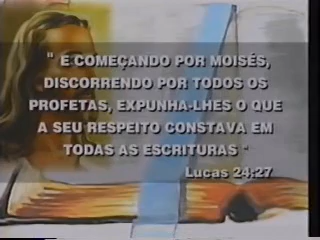 " E COMEÇANDO POR MOISÉS,
DISCORRENDO POR TODOS OS
PROFETAS, EXPUNHA-LHES O QUE
A SEU RESPEITO CONSTAVA EM
TODAS AS ESCRITURAS "
Lucas 24:27